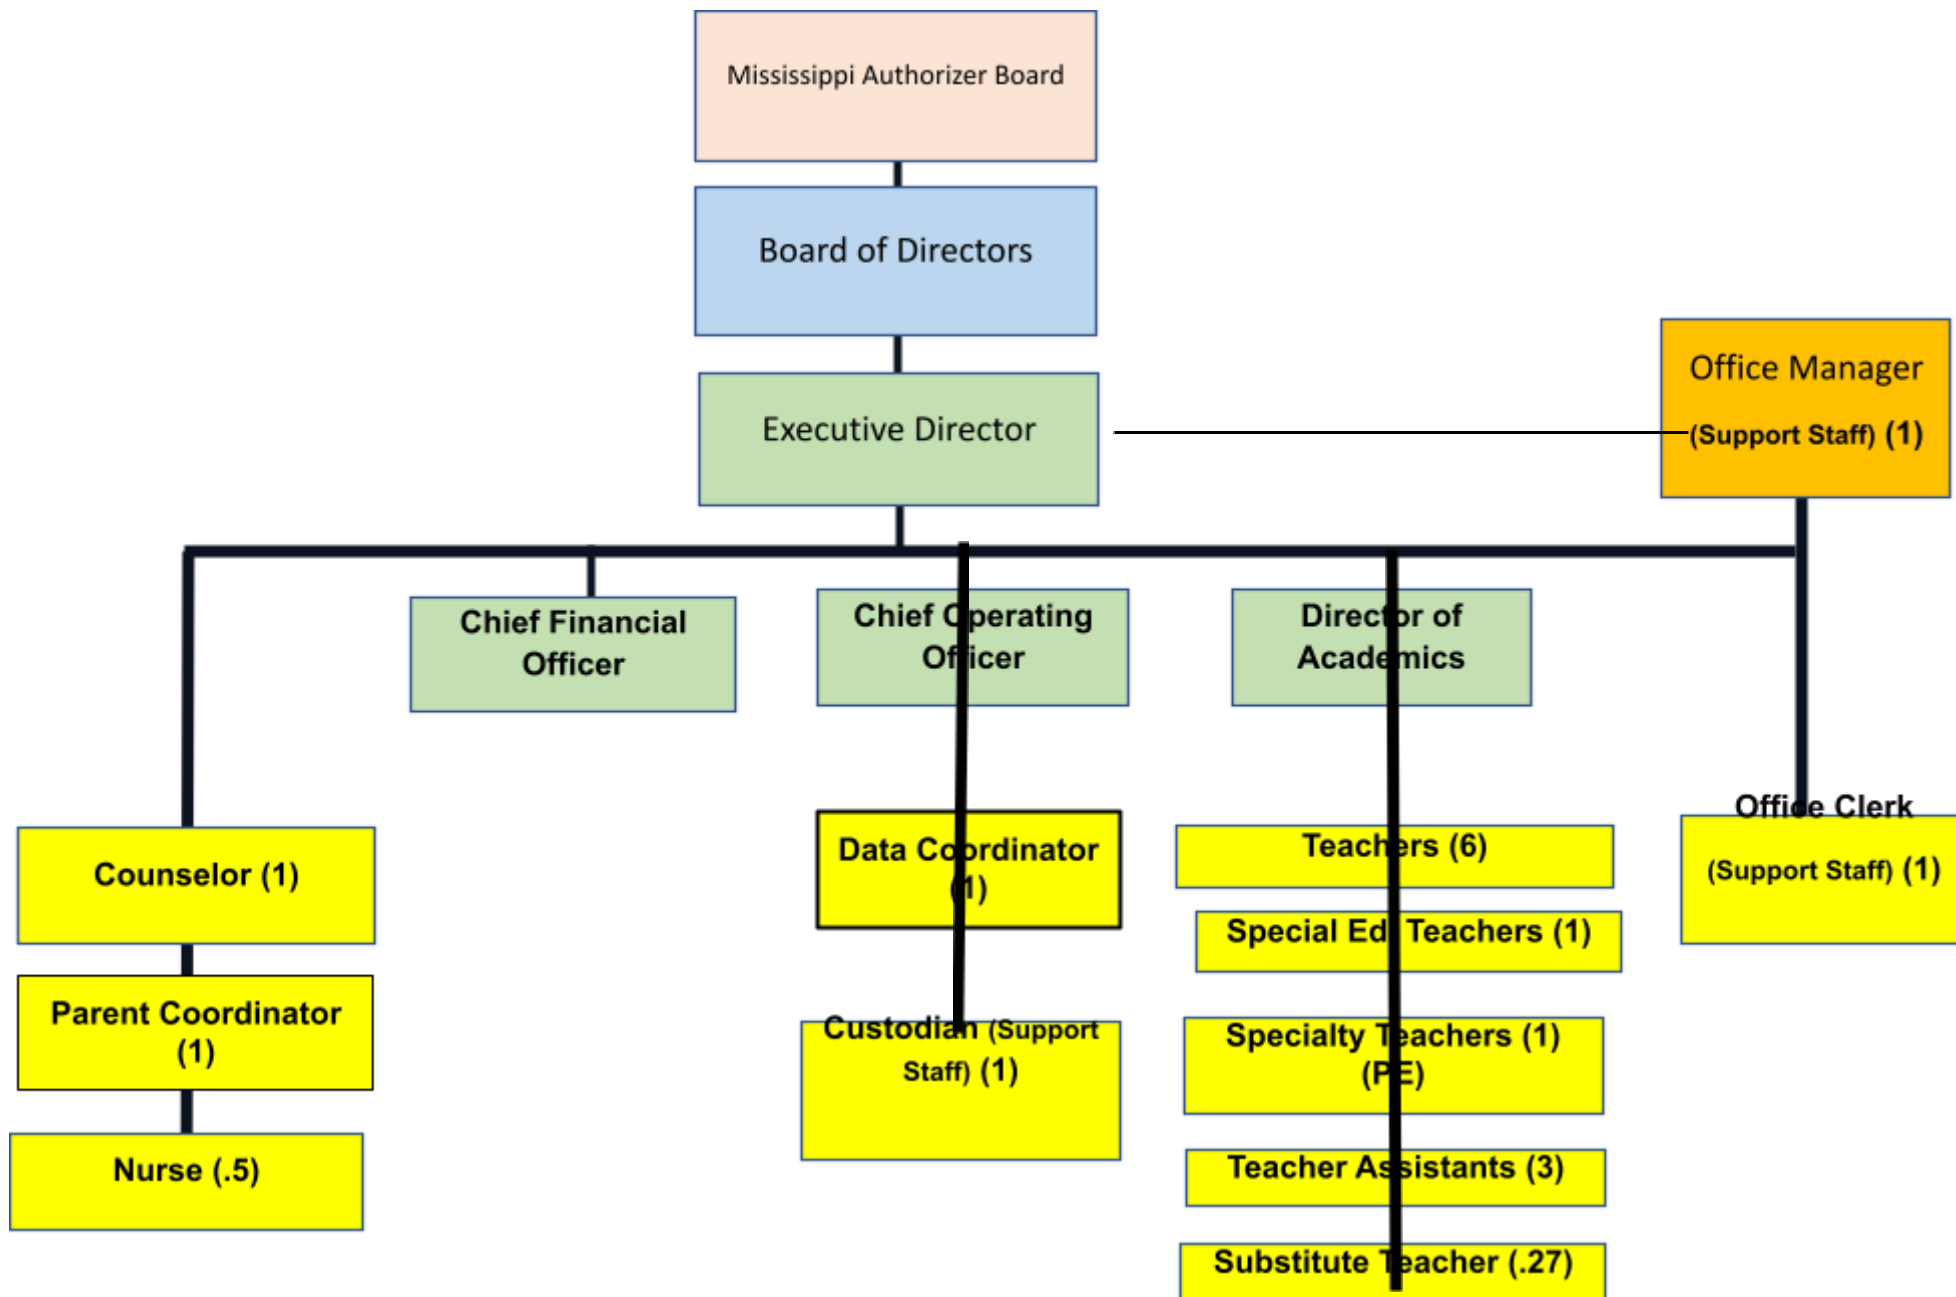 Mississippi Authorizer Board
Board of Directors
Executive Director
Office Manager
(Support Staff) (1)
Chief Financial
Officer
Chief Operating
Officer
Director of
Academics
Counselor (1)
Parent Coordinator
(1)
Nurse (.5)
Data Coordinator
(1)
Custodian (Support
Staff) (1)
Teachers (6)
Special Ed. Teachers (1)
Specialty Teachers (1)
(PE)
Teacher Assistants (3)
Substitute Teacher (.27)
Office Clerk
(Support Staff) (1)